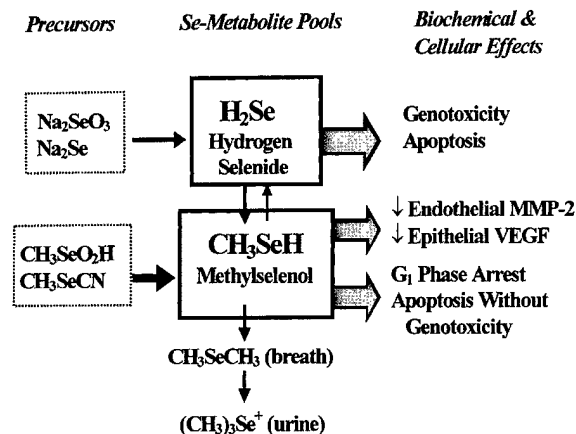 Precursors
Se-Metabolite Pools
Biochemical &
Cellular Effects
Na₂SeO₃
Na₂Se
H₂Se
Hydrogen
Selenide
Genotoxicity
Apoptosis
CH₃SeO₂H
CH₃SeCN
CH₃SeH
Methylselenol
↓ Endothelial MMP-2
↓ Epithelial VEGF
G₁ Phase Arrest
Apoptosis Without
Genotoxicity
CH₃SeCH₃ (breath)
(CH₃)₃Se⁺ (urine)